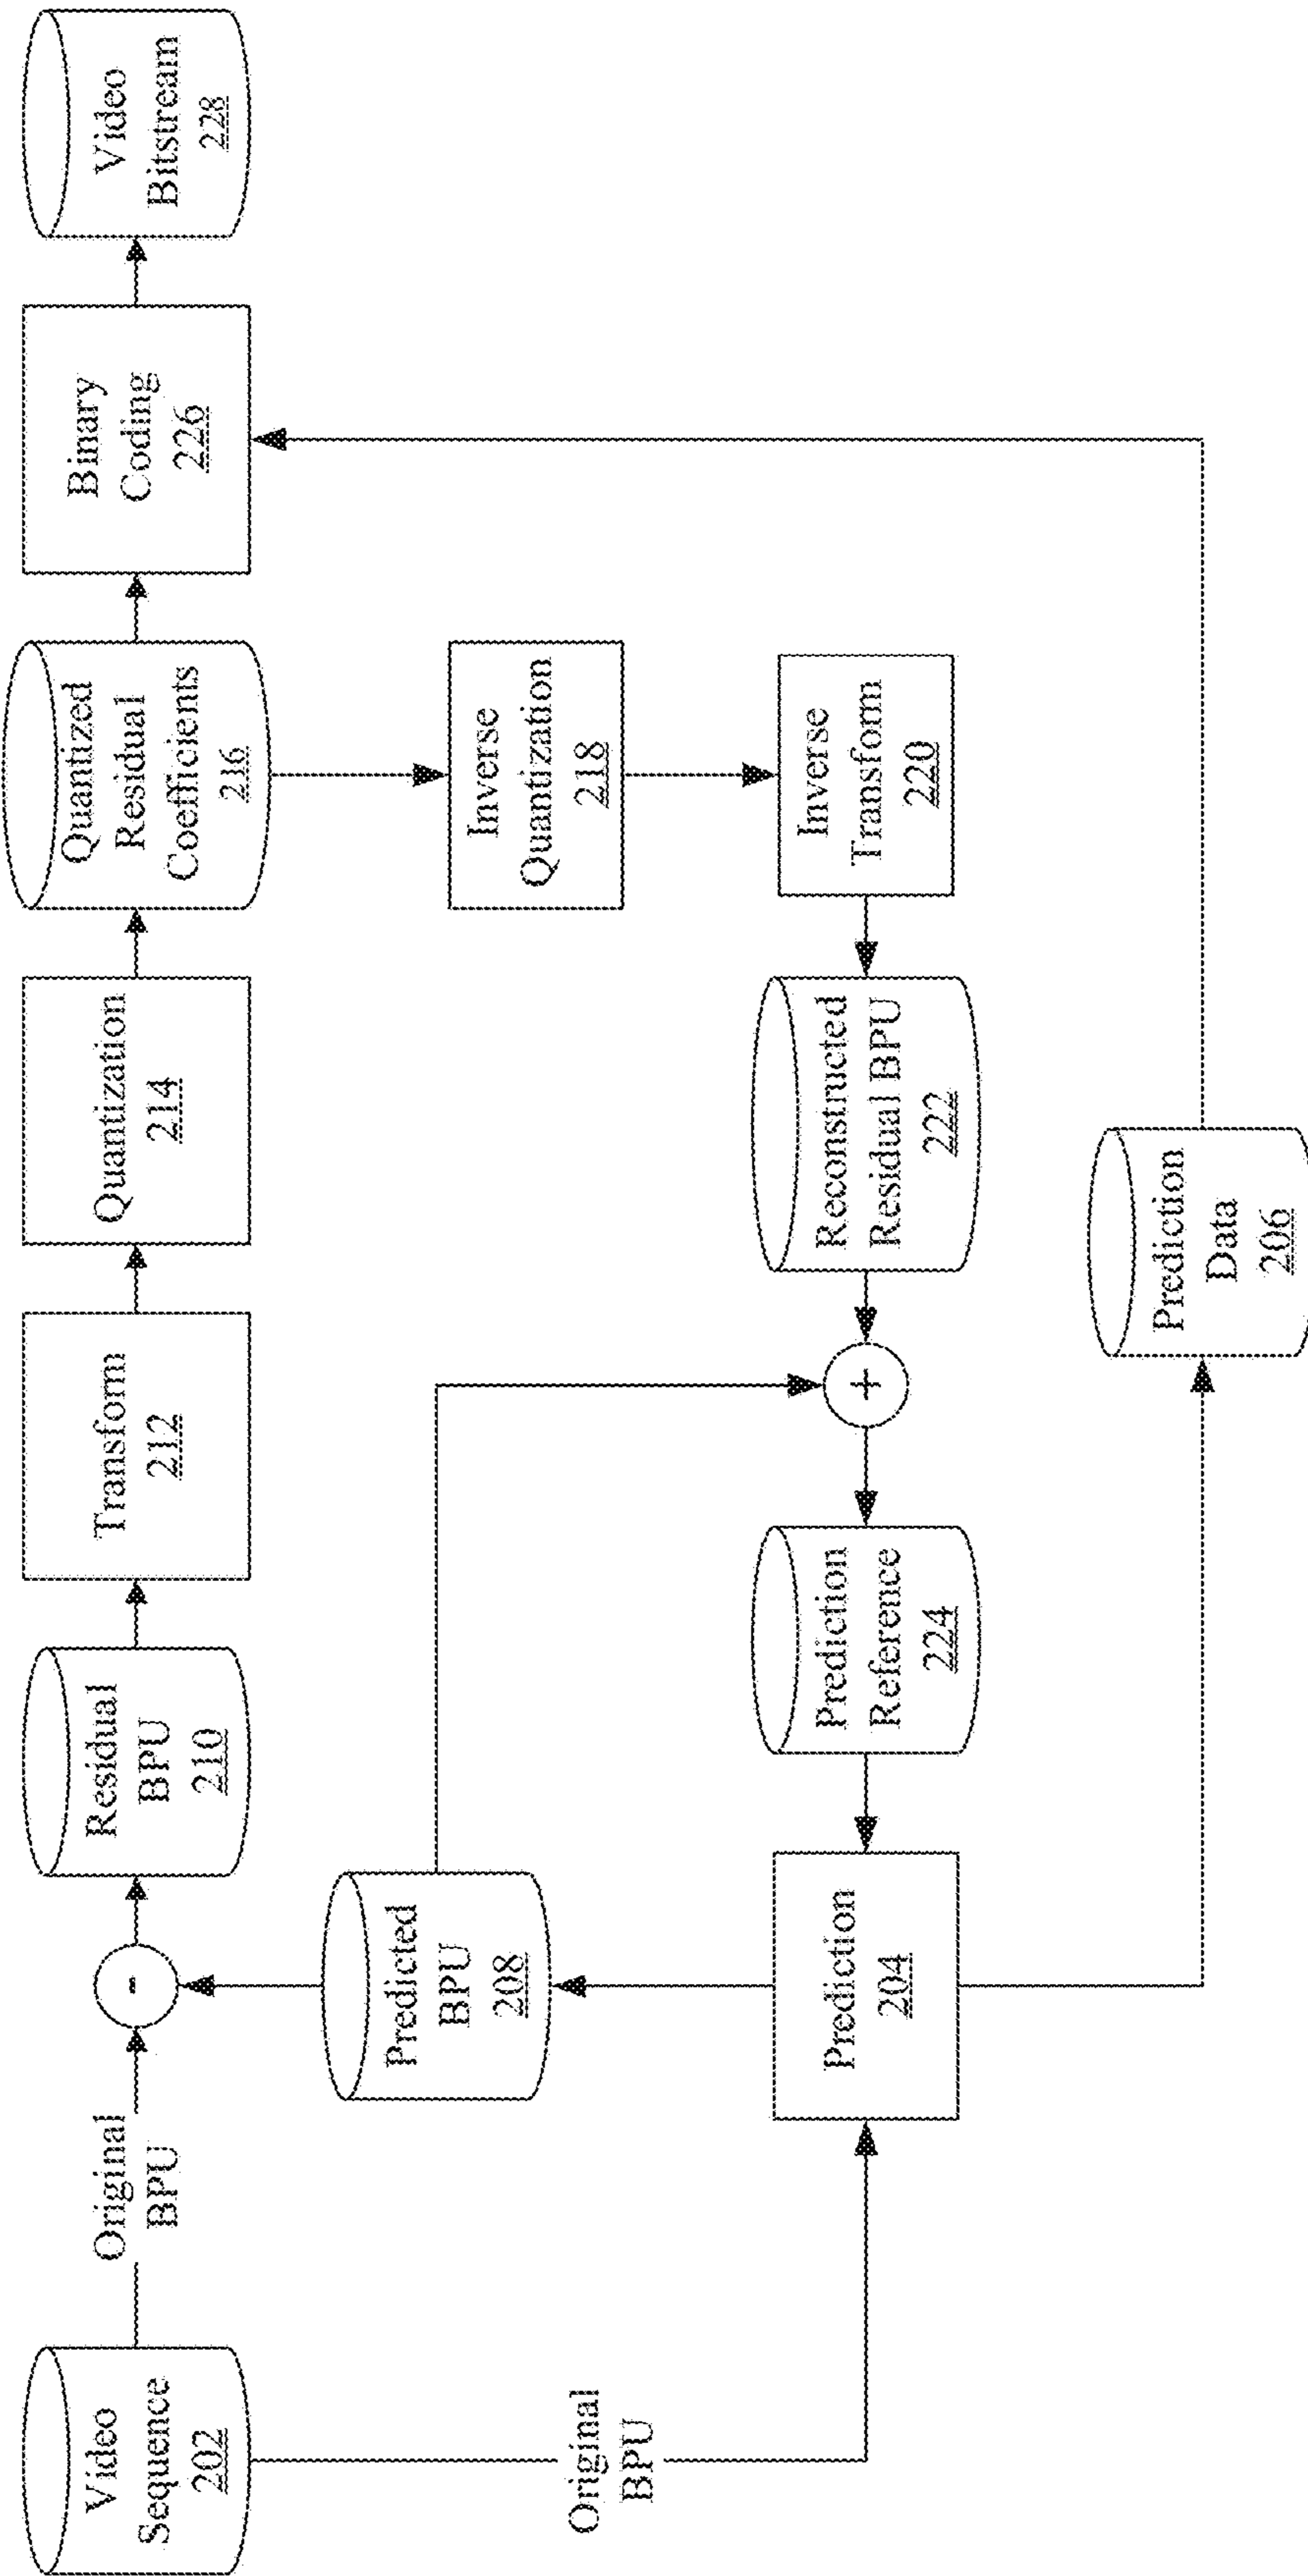 Video
Sequence
202
Original
BPU
-
Residual
BPU
210
Transform
212
Quantization
214
Quantized
Residual
Coefficients
216
Binary
Coding
226
Video
Bitstream
228
Predicted
BPU
208
Inverse
Quantization
218
Original
BPU
Prediction
204
Prediction
Reference
224
+
Reconstructed
Residual BPU
222
Inverse
Transform
220
Prediction
Data
206